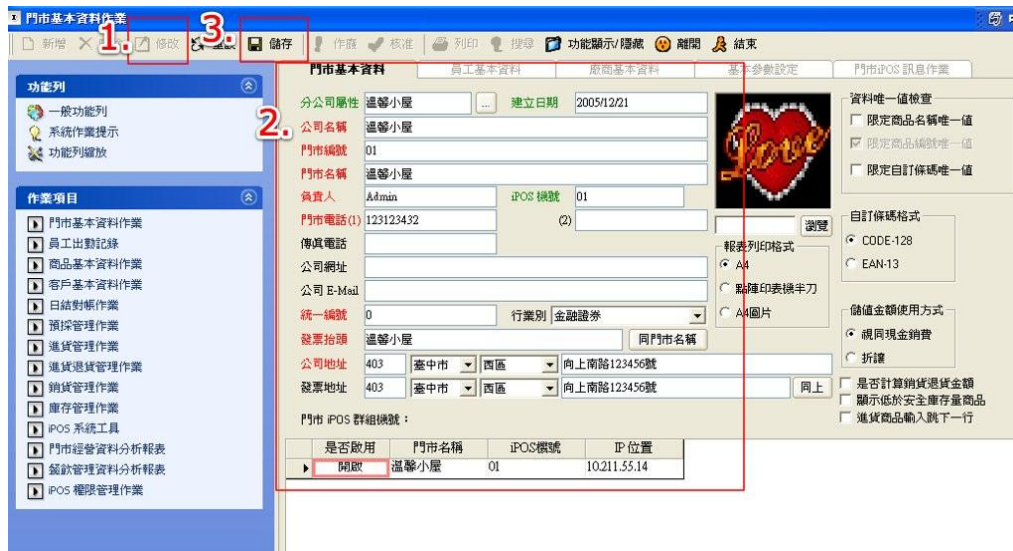 門市基本資料作業
新增 修改 重設 儲存 作廢 核准 列印 搜尋 功能顯示/隱藏 離開 結束
1.
3.
2.
功能列
一般功能列
系統作業提示
功能列縮放
作業項目
門市基本資料作業
員工出勤記錄
商品基本資料作業
客戶基本資料作業
日結對帳作業
預採管理作業
進貨管理作業
進貨退貨管理作業
銷貨管理作業
庫存管理作業
iPOS 系統工具
門市經營資料分析報表
餐飲管理資料分析報表
iPOS 權限管理作業
門市基本資料 員工基本資料 廠商基本資料 基本參數設定 門市iPOS 訊息作業
分公司屬性 溫馨小屋 ... 建立日期 2005/12/21
公司名稱 溫馨小屋
門市編號 01
門市名稱 溫馨小屋
負責人 Admin iPOS 機號 01
門市電話(1) 123123432 (2)
傳真電話
公司網址
公司 E-Mail
統一編號 0 行業別 金融證券
發票抬頭 溫馨小屋 同門市名稱
公司地址 403 臺中市 西區 向上南路123456號
發票地址 403 臺中市 西區 向上南路123456號 同上
門市 iPOS 群組機號：
是否啟用 門市名稱 iPOS機號 IP 位置
開啟 溫馨小屋 01 10.211.55.14
Love
瀏覽
報表列印格式
A4
點陣印表機半刀
A4圖片
資料唯一值檢查
限定商品名稱唯一值
限定商品編號唯一值
限定自訂條碼唯一值
自訂條碼格式
CODE-128
EAN-13
儲值金額使用方式
視同現金銷費
折讓
是否計算銷貨退貨金額
顯示低於安全庫存量商品
進貨商品輸入跳下一行